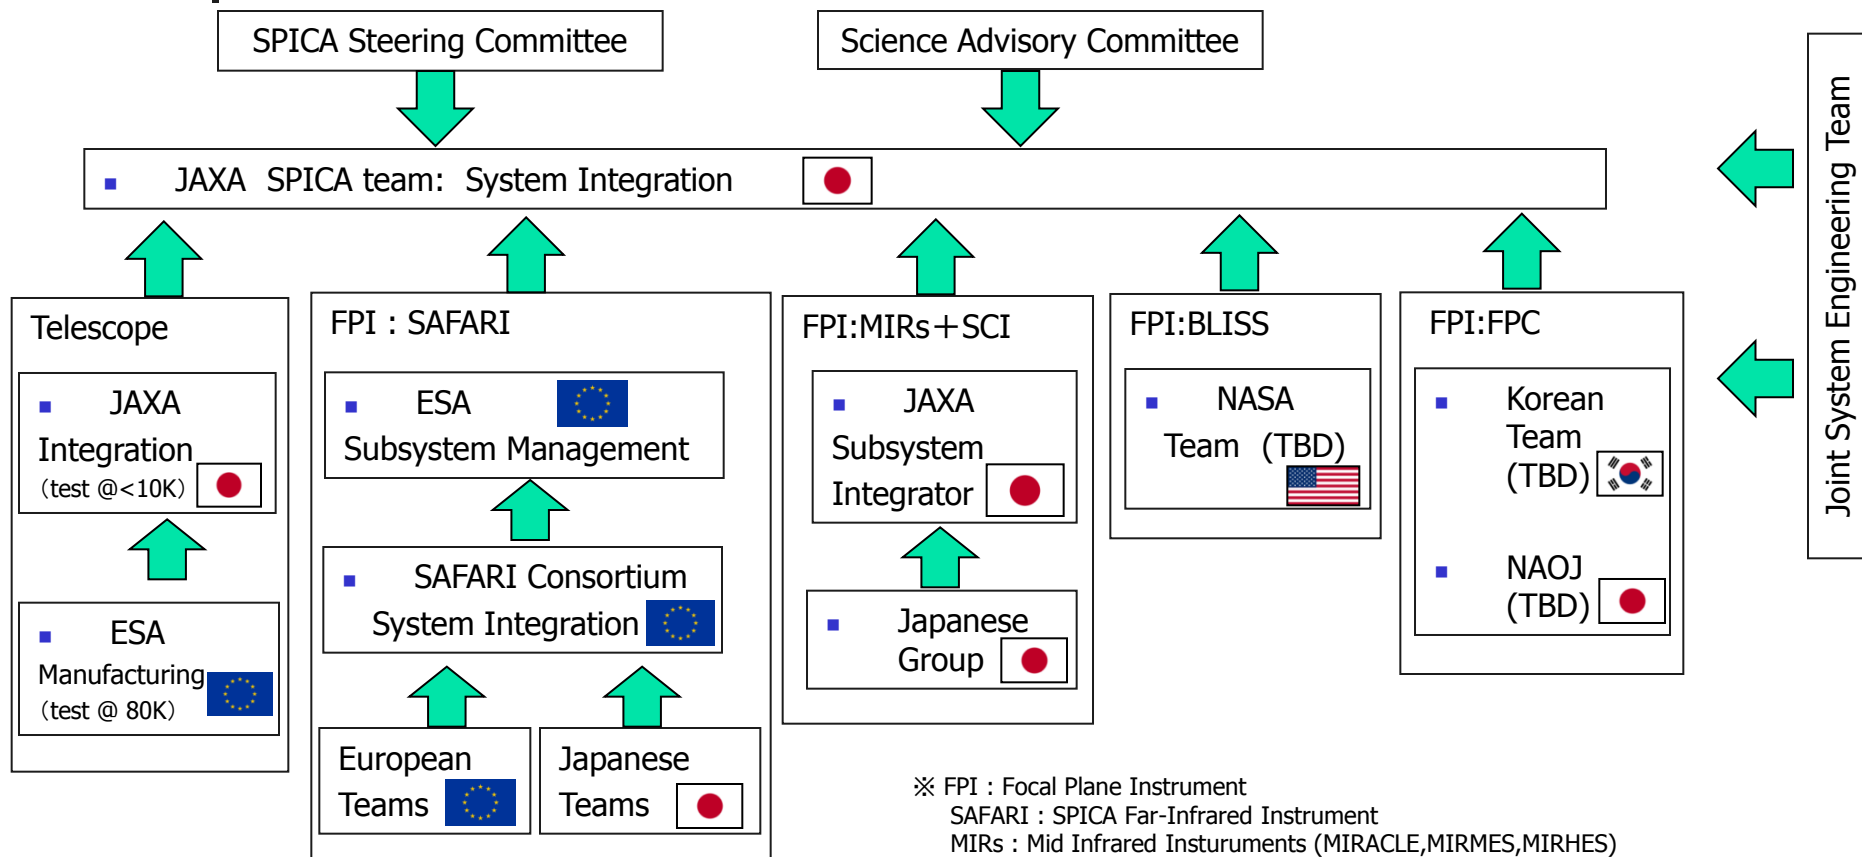 SPICA Steering Committee
Science Advisory Committee
JAXA SPICA team: System Integration
Joint System Engineering Team
Telescope
JAXA
Integration
(test @<10K)
ESA
Manufacturing
(test @ 80K)
FPI : SAFARI
ESA
Subsystem Management
SAFARI Consortium
System Integration
European
Teams
Japanese
Teams
FPI:MIRs+SCI
JAXA
Subsystem
Integrator
Japanese
Group
FPI:BLISS
NASA
Team (TBD)
FPI:FPC
Korean
Team
(TBD)
NAOJ
(TBD)
※ FPI : Focal Plane Instrument
SAFARI : SPICA Far-Infrared Instrument
MIRs : Mid Infrared Insturuments (MIRACLE,MIRMES,MIRHES)